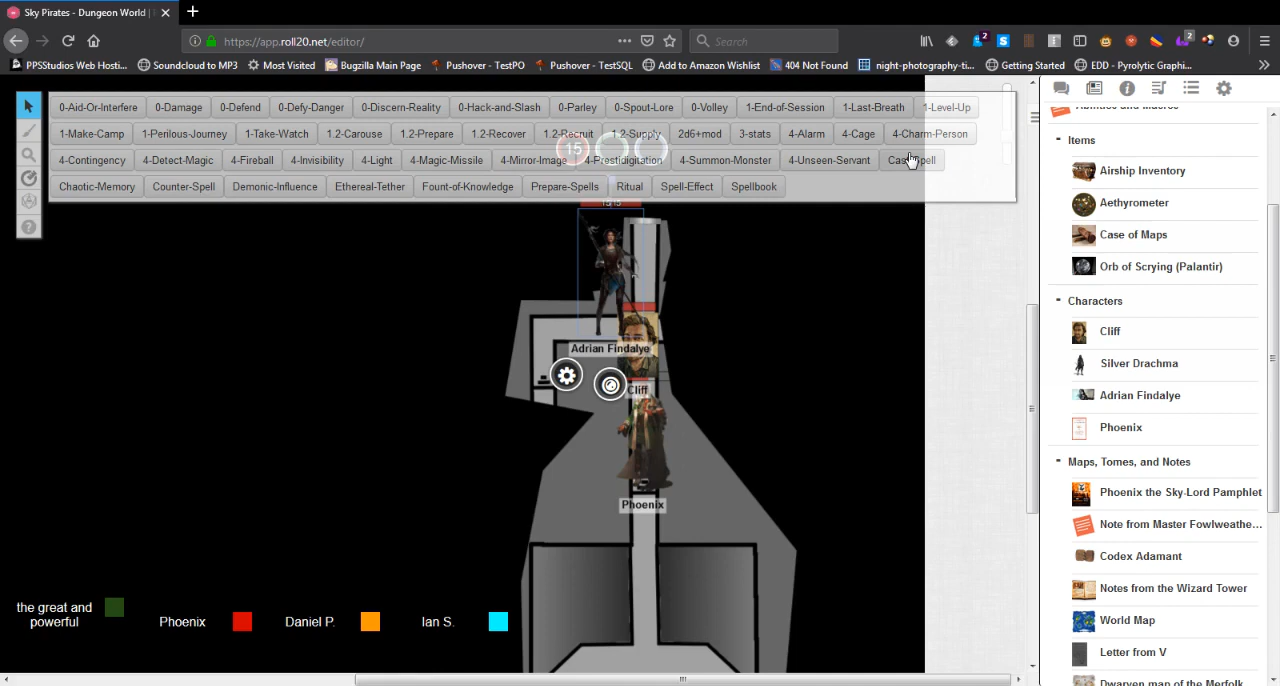 Sky Pirates - Dungeon World |
https://app.roll20.net/editor/
Search
2
2
PPSStudios Web Hosti...
Soundcloud to MP3
Most Visited
Bugzilla Main Page
Pushover - TestPO
Pushover - TestSQL
Add to Amazon Wishlist
404 Not Found
night-photography-ti...
Getting Started
EDD - Pyrolytic Graphi...
0-Aid-Or-Interfere 0-Damage 0-Defend 0-Defy-Danger 0-Discern-Reality 0-Hack-and-Slash 0-Parley 0-Spout-Lore 0-Volley 1-End-of-Session 1-Last-Breath 1-Level-Up
1-Make-Camp 1-Perilous-Journey 1-Take-Watch 1.2-Carouse 1.2-Prepare 1.2-Recover 1.2-Recruit 1.2-Supply 2d6+mod 3-stats 4-Alarm 4-Cage 4-Charm-Person
15
4-Contingency 4-Detect-Magic 4-Fireball 4-Invisibility 4-Light 4-Magic-Missile 4-Mirror-Image 4-Prestidigitation 4-Summon-Monster 4-Unseen-Servant
Chaotic-Memory Counter-Spell Demonic-Influence Ethereal-Tether Fount-of-Knowledge Prepare-Spells Ritual Spell-Effect Spellbook
Adrian Findalye
Cliff
Phoenix
the great and
powerful
Phoenix
Daniel P.
Ian S.
Items
Airship Inventory
Aethyrometer
Case of Maps
Orb of Scrying (Palantir)
Characters
Cliff
Silver Drachma
Adrian Findalye
Phoenix
Maps, Tomes, and Notes
Phoenix the Sky-Lord Pamphlet
Note from Master Fowlweathe...
Codex Adamant
Notes from the Wizard Tower
World Map
Letter from V
Dwarven map of the Merfolk